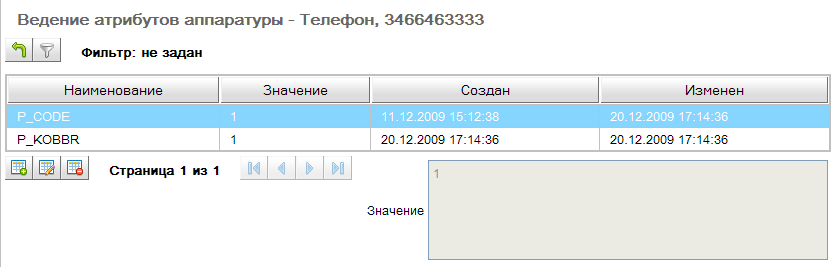 Ведение атрибутов аппаратуры - Телефон, 3466463333
Фильтр: не задан
Наименование Значение Создан Изменен
P_CODE 1 11.12.2009 15:12:38 20.12.2009 17:14:36
P_KOBBR 1 20.12.2009 17:14:36 20.12.2009 17:14:36
Страница 1 из 1
Значение 1